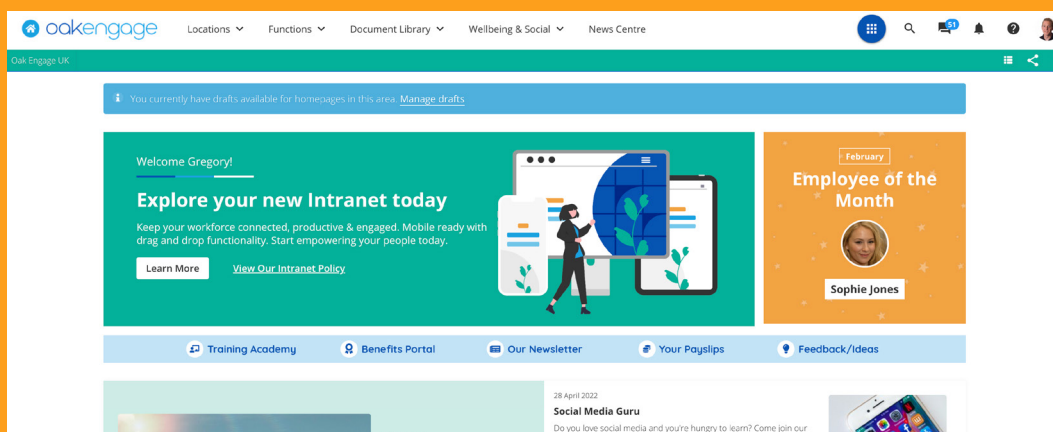 oakengage
Locations Functions Document Library Wellbeing & Social News Centre
51
Oak Engage UK
You currently have drafts available for homepages in this area. Manage drafts
Welcome Gregory!
Explore your new Intranet today
Keep your workforce connected, productive & engaged. Mobile ready with
drag and drop functionality. Start empowering your people today.
Learn More View Our Intranet Policy
February
Employee of the
Month
Sophie Jones
Training Academy Benefits Portal Our Newsletter Your Payslips Feedback/Ideas
28 April 2022
Social Media Guru
Do you love social media and you're hungry to learn? Come join our